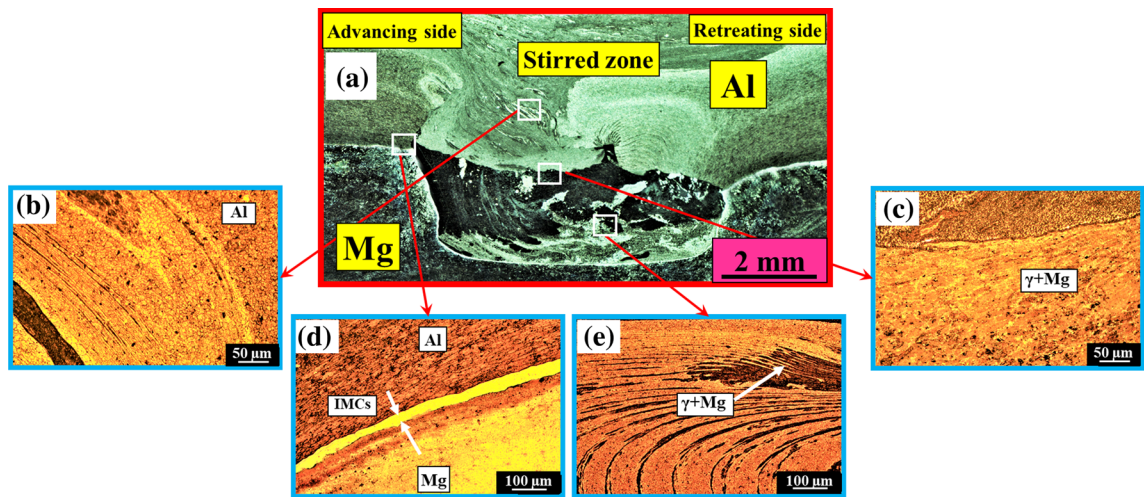 Advancing side
Retreating side
Stirred zone
(a)
Al
Mg
2 mm
(b)
Al
50 µm
(c)
γ+Mg
50 µm
(d)
Al
IMCs
Mg
100 µm
(e)
γ+Mg
100 µm